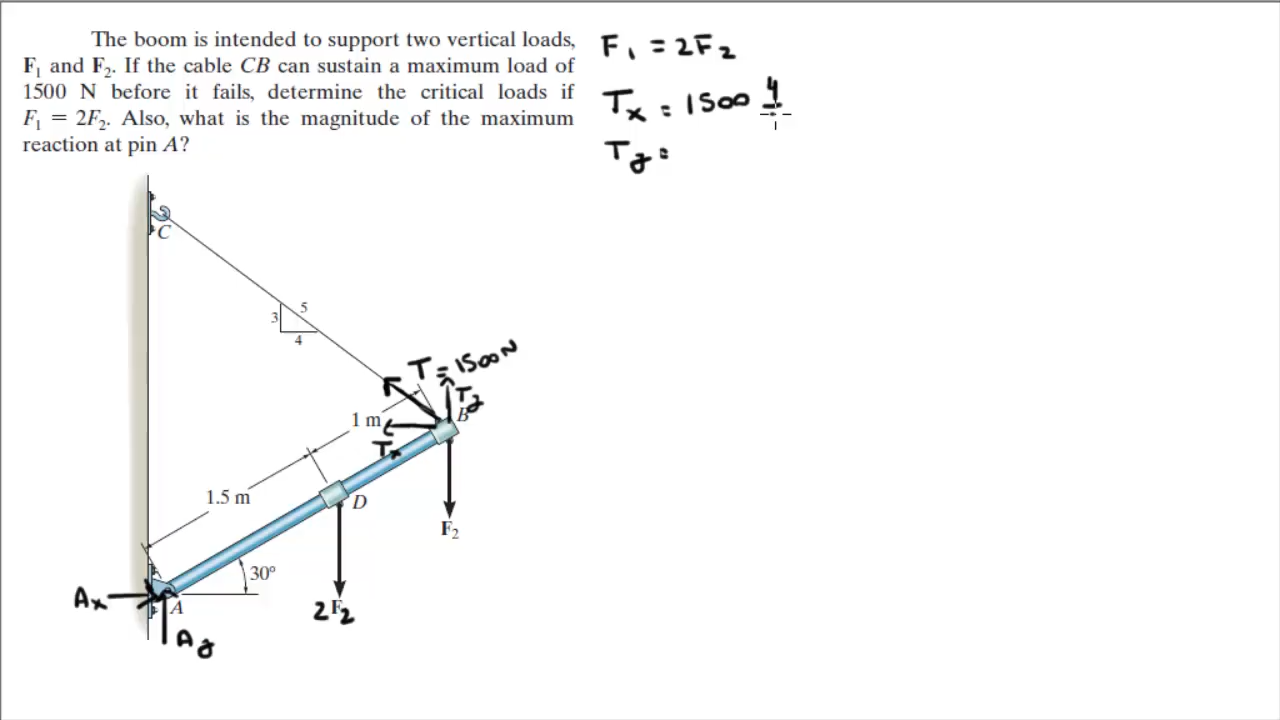 The boom is intended to support two vertical loads,
F₁ and F₂. If the cable CB can sustain a maximum load of
1500 N before it fails, determine the critical loads if
F₁ = 2F₂. Also, what is the magnitude of the maximum
reaction at pin A?
F₁ = 2F₂
Tx = 1500 4
Ty =
C
5
3
4
T = 1500 N
Ty
B
1 m
Tx
1.5 m
D
F₂
30°
Ax
A
2F₂
Ay